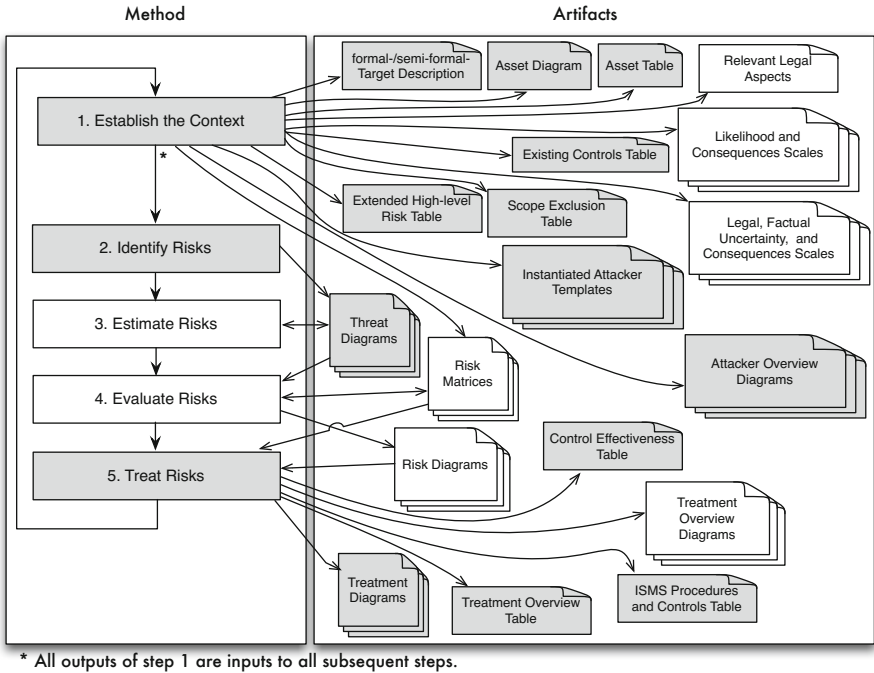 Method
Artifacts
formal-/semi-formal-
Target Description
Asset Diagram
Asset Table
Relevant Legal
Aspects
1. Establish the Context
*
Likelihood and
Consequences Scales
Existing Controls Table
Extended High-level
Risk Table
Scope Exclusion
Table
Legal, Factual
Uncertainty, and
Consequences Scales
2. Identify Risks
Instantiated Attacker
Templates
3. Estimate Risks
Threat
Diagrams
Risk
Matrices
Attacker Overview
Diagrams
4. Evaluate Risks
Control Effectiveness
Table
Risk Diagrams
5. Treat Risks
Treatment
Overview
Diagrams
Treatment
Diagrams
Treatment Overview
Table
ISMS Procedures
and Controls Table
* All outputs of step 1 are inputs to all subsequent steps.